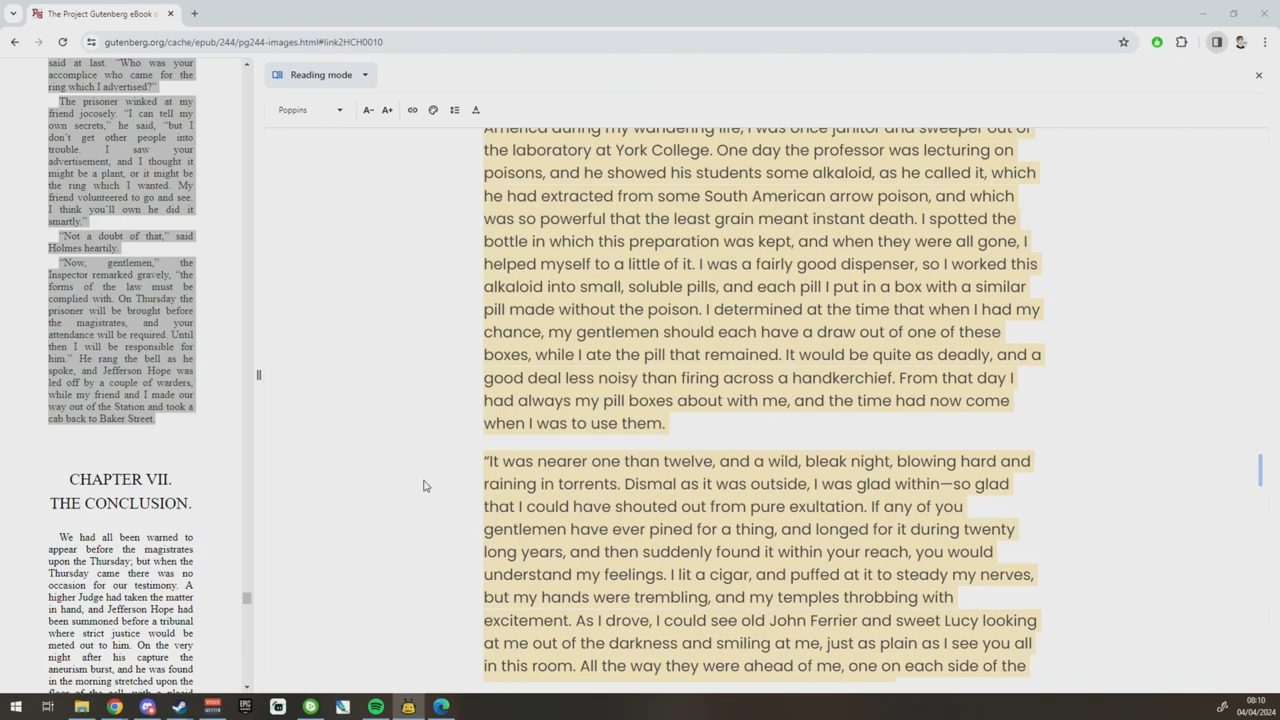 The Project Gutenberg eBook o
gutenberg.org/cache/epub/244/pg244-images.html#link2HCH0010
said at last. “Who was your
accomplice who came for the
ring which I advertised?”
The prisoner winked at my
friend jocosely. “I can tell my
own secrets,” he said, “but I
don’t get other people into
trouble. I saw your
advertisement, and I thought it
might be a plant, or it might be
the ring which I wanted. My
friend volunteered to go and see.
I think you’ll own he did it
smartly.”
“Not a doubt of that,” said
Holmes heartily.
“Now, gentlemen,” the
Inspector remarked gravely, “the
forms of the law must be
complied with. On Thursday the
prisoner will be brought before
the magistrates, and your
attendance will be required. Until
then I will be responsible for
him.” He rang the bell as he
spoke, and Jefferson Hope was
led off by a couple of warders,
while my friend and I made our
way out of the Station and took a
cab back to Baker Street.
CHAPTER VII.
THE CONCLUSION.
We had all been warned to
appear before the magistrates
upon the Thursday; but when the
Thursday came there was no
occasion for our testimony. A
higher Judge had taken the matter
in hand, and Jefferson Hope had
been summoned before a tribunal
where strict justice would be
meted out to him. On the very
night after his capture the
aneurism burst, and he was found
in the morning stretched upon the
floor of the cell, with a placid
Reading mode
Poppins
A- A+
America during my wandering life, I was once janitor and sweeper out of
the laboratory at York College. One day the professor was lecturing on
poisons, and he showed his students some alkaloid, as he called it, which
he had extracted from some South American arrow poison, and which
was so powerful that the least grain meant instant death. I spotted the
bottle in which this preparation was kept, and when they were all gone, I
helped myself to a little of it. I was a fairly good dispenser, so I worked this
alkaloid into small, soluble pills, and each pill I put in a box with a similar
pill made without the poison. I determined at the time that when I had my
chance, my gentlemen should each have a draw out of one of these
boxes, while I ate the pill that remained. It would be quite as deadly, and a
good deal less noisy than firing across a handkerchief. From that day I
had always my pill boxes about with me, and the time had now come
when I was to use them.
“It was nearer one than twelve, and a wild, bleak night, blowing hard and
raining in torrents. Dismal as it was outside, I was glad within—so glad
that I could have shouted out from pure exultation. If any of you
gentlemen have ever pined for a thing, and longed for it during twenty
long years, and then suddenly found it within your reach, you would
understand my feelings. I lit a cigar, and puffed at it to steady my nerves,
but my hands were trembling, and my temples throbbing with
excitement. As I drove, I could see old John Ferrier and sweet Lucy looking
at me out of the darkness and smiling at me, just as plain as I see you all
in this room. All the way they were ahead of me, one on each side of the
08:10
04/04/2024